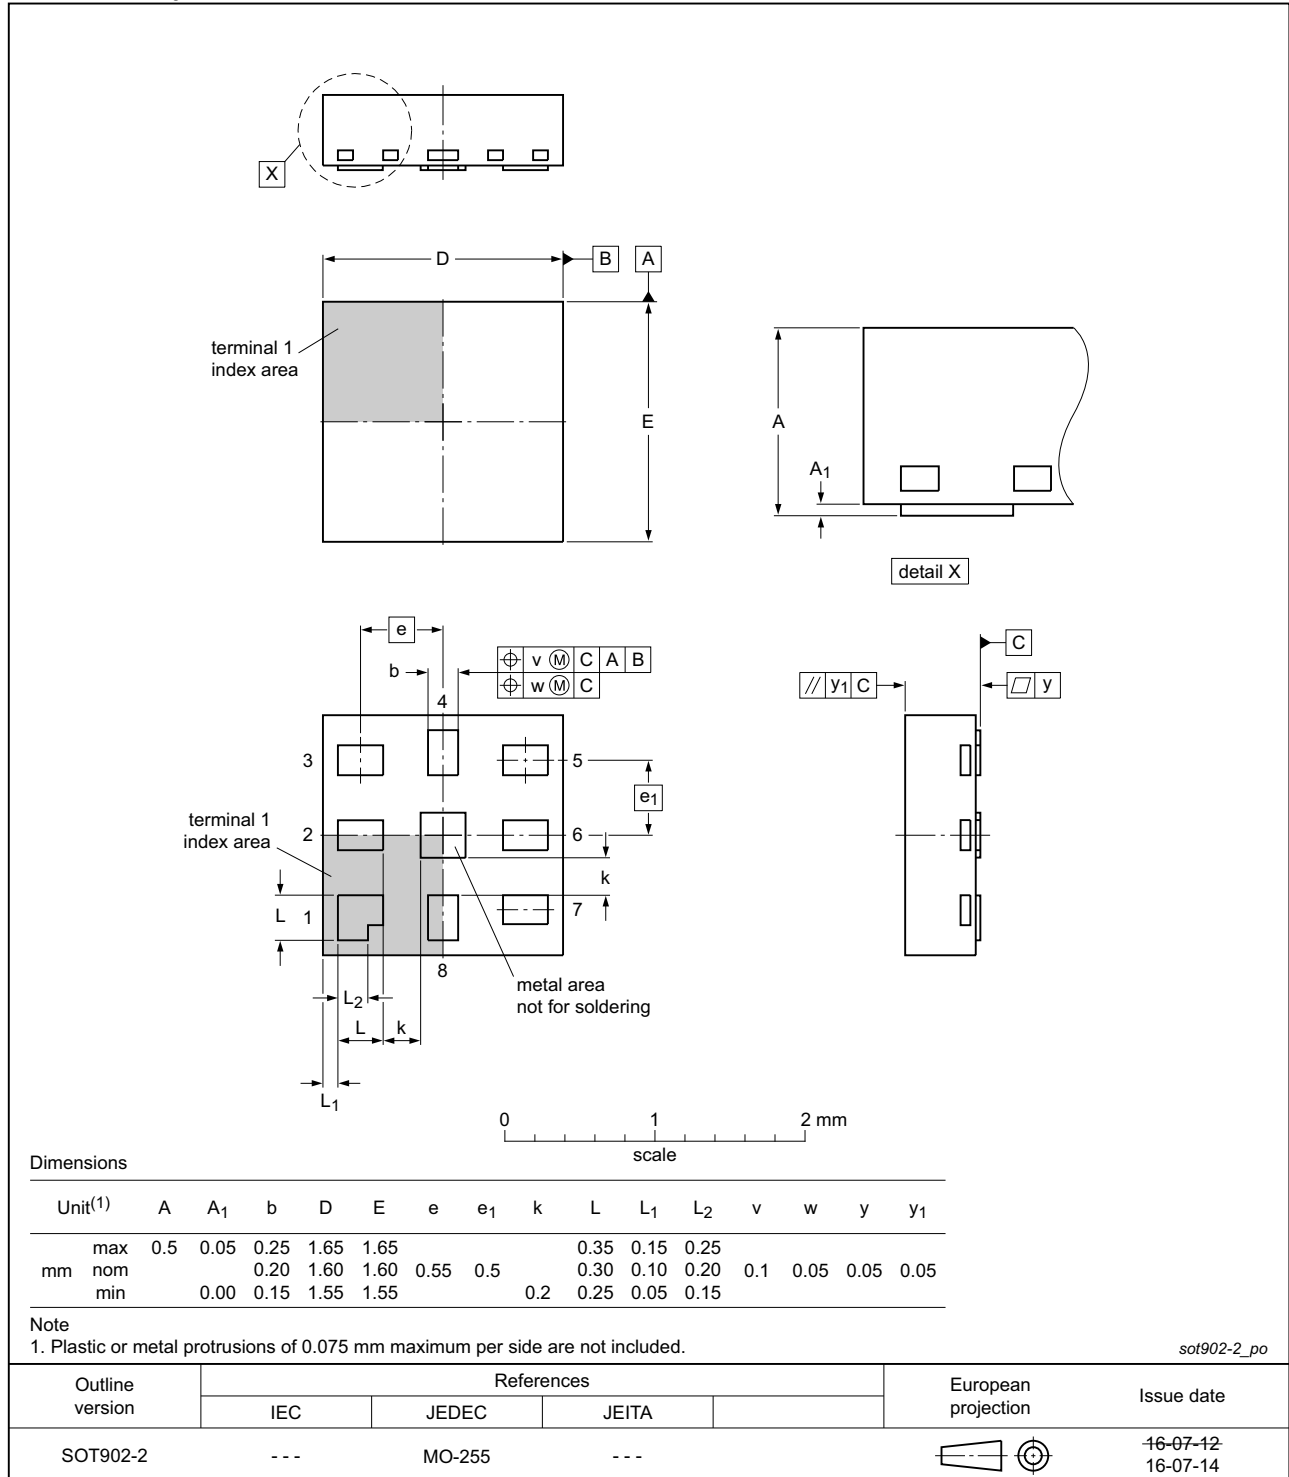 X
D
B
A
terminal 1
index area
E
A
A1
detail X
e
b
v M C A B
w M C
C
y1 C
y
4
3
5
e1
terminal 1
index area
2
6
k
L
1
7
8
L2
metal area
not for soldering
L
k
L1
0 1 2 mm
scale
Dimensions
Unit(1) A A1 b D E e e1 k L L1 L2 v w y y1
max 0.5 0.05 0.25 1.65 1.65 0.35 0.15 0.25
mm nom 0.20 1.60 1.60 0.55 0.5 0.30 0.10 0.20 0.1 0.05 0.05 0.05
min 0.00 0.15 1.55 1.55 0.2 0.25 0.05 0.15
Note
1. Plastic or metal protrusions of 0.075 mm maximum per side are not included.
sot902-2_po
Outline version References European projection Issue date
IEC JEDEC JEITA
SOT902-2 - - - MO-255 - - - 16-07-12
16-07-14